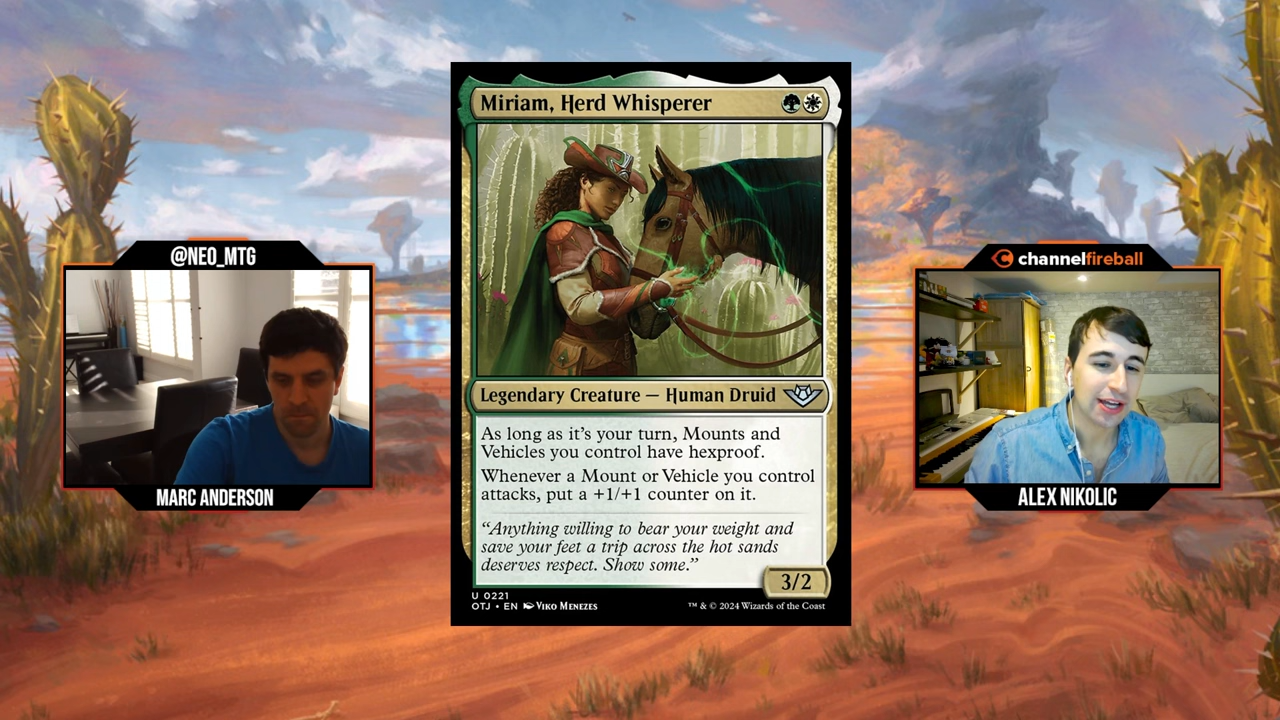 @NEO_MTG
MARC ANDERSON
Miriam, Herd Whisperer
Legendary Creature — Human Druid
As long as it's your turn, Mounts and
Vehicles you control have hexproof.
Whenever a Mount or Vehicle you control
attacks, put a +1/+1 counter on it.
“Anything willing to bear your weight and
save your feet a trip across the hot sands
deserves respect. Show some.”
3/2
U 0221
OTJ • EN Viko Menezes
™ & © 2024 Wizards of the Coast
channelfireball
ALEX NIKOLIC